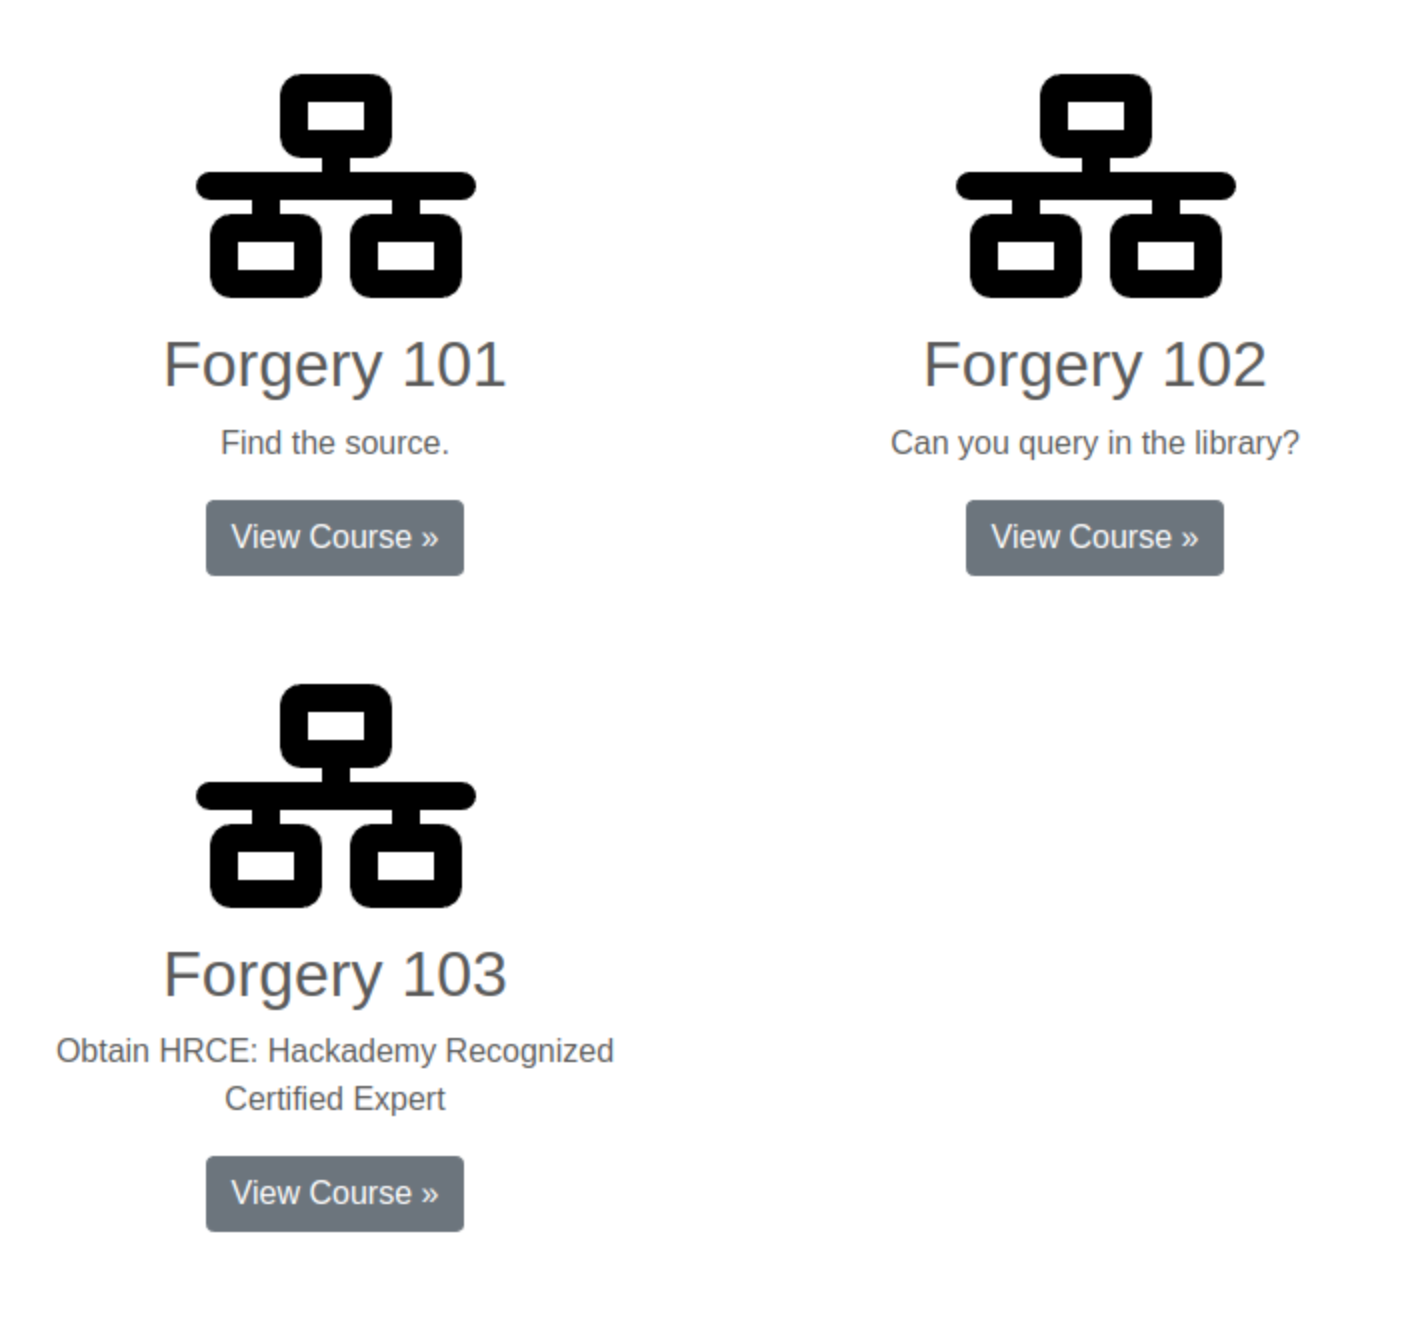 Forgery 101
Find the source.
View Course »
Forgery 102
Can you query in the library?
View Course »
Forgery 103
Obtain HRCE: Hackademy Recognized
Certified Expert
View Course »